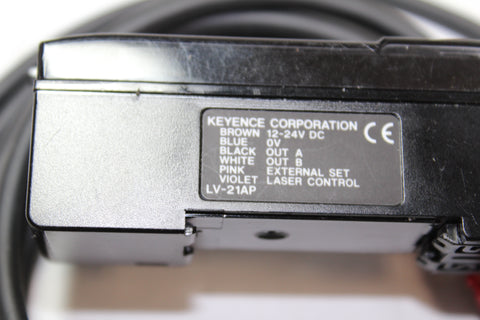 KEYENCE CORPORATION
BROWN 12-24V DC
BLUE 0V
BLACK OUT A
WHITE OUT B
PINK EXTERNAL SET
VIOLET LASER CONTROL
LV-21AP
CE